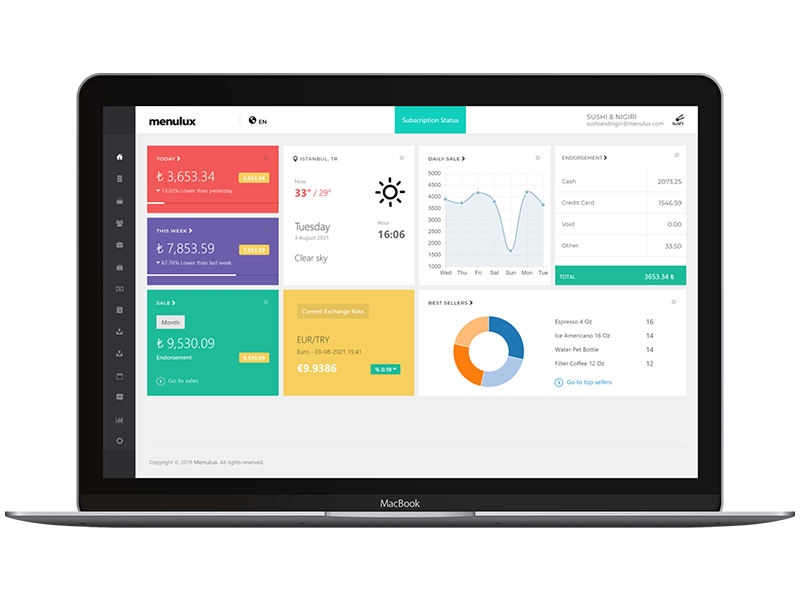 menulux
EN
Subscription Status
SUSHI & NIGIRI
sushiandnigiri@menulux.com
TODAY
₺ 3,653.34
3,653.34
13.02% Lower than yesterday
THIS WEEK
₺ 7,853.59
7,853.59
67.76% Lower than last week
ISTANBUL, TR
Now
33° / 29°
Tuesday
3 August 2021
Hour
16:06
Clear sky
DAILY SALE
5000
4500
4000
3500
3000
2500
2000
1500
1000
Wed Thu Fri Sat Sun Mon Tue
ENDORSEMENT
Cash 2073.25
Credit Card 1546.59
Void 0.00
Other 33.50
TOTAL 3653.34 ₺
SALE
Month
₺ 9,530.09
Endorsement
9,530.09
Go to sales
Current Exchange Rate
EUR/TRY
Euro - 03-08-2021 15:41
€9.9386
% 0.19
BEST SELLERS
Espresso 4 Oz 16
Ice Americano 16 Oz 14
Water Pet Bottle 14
Filter Coffee 12 Oz 12
Go to top sellers
Copyright © 2019 Menulux. All rights reserved.
MacBook